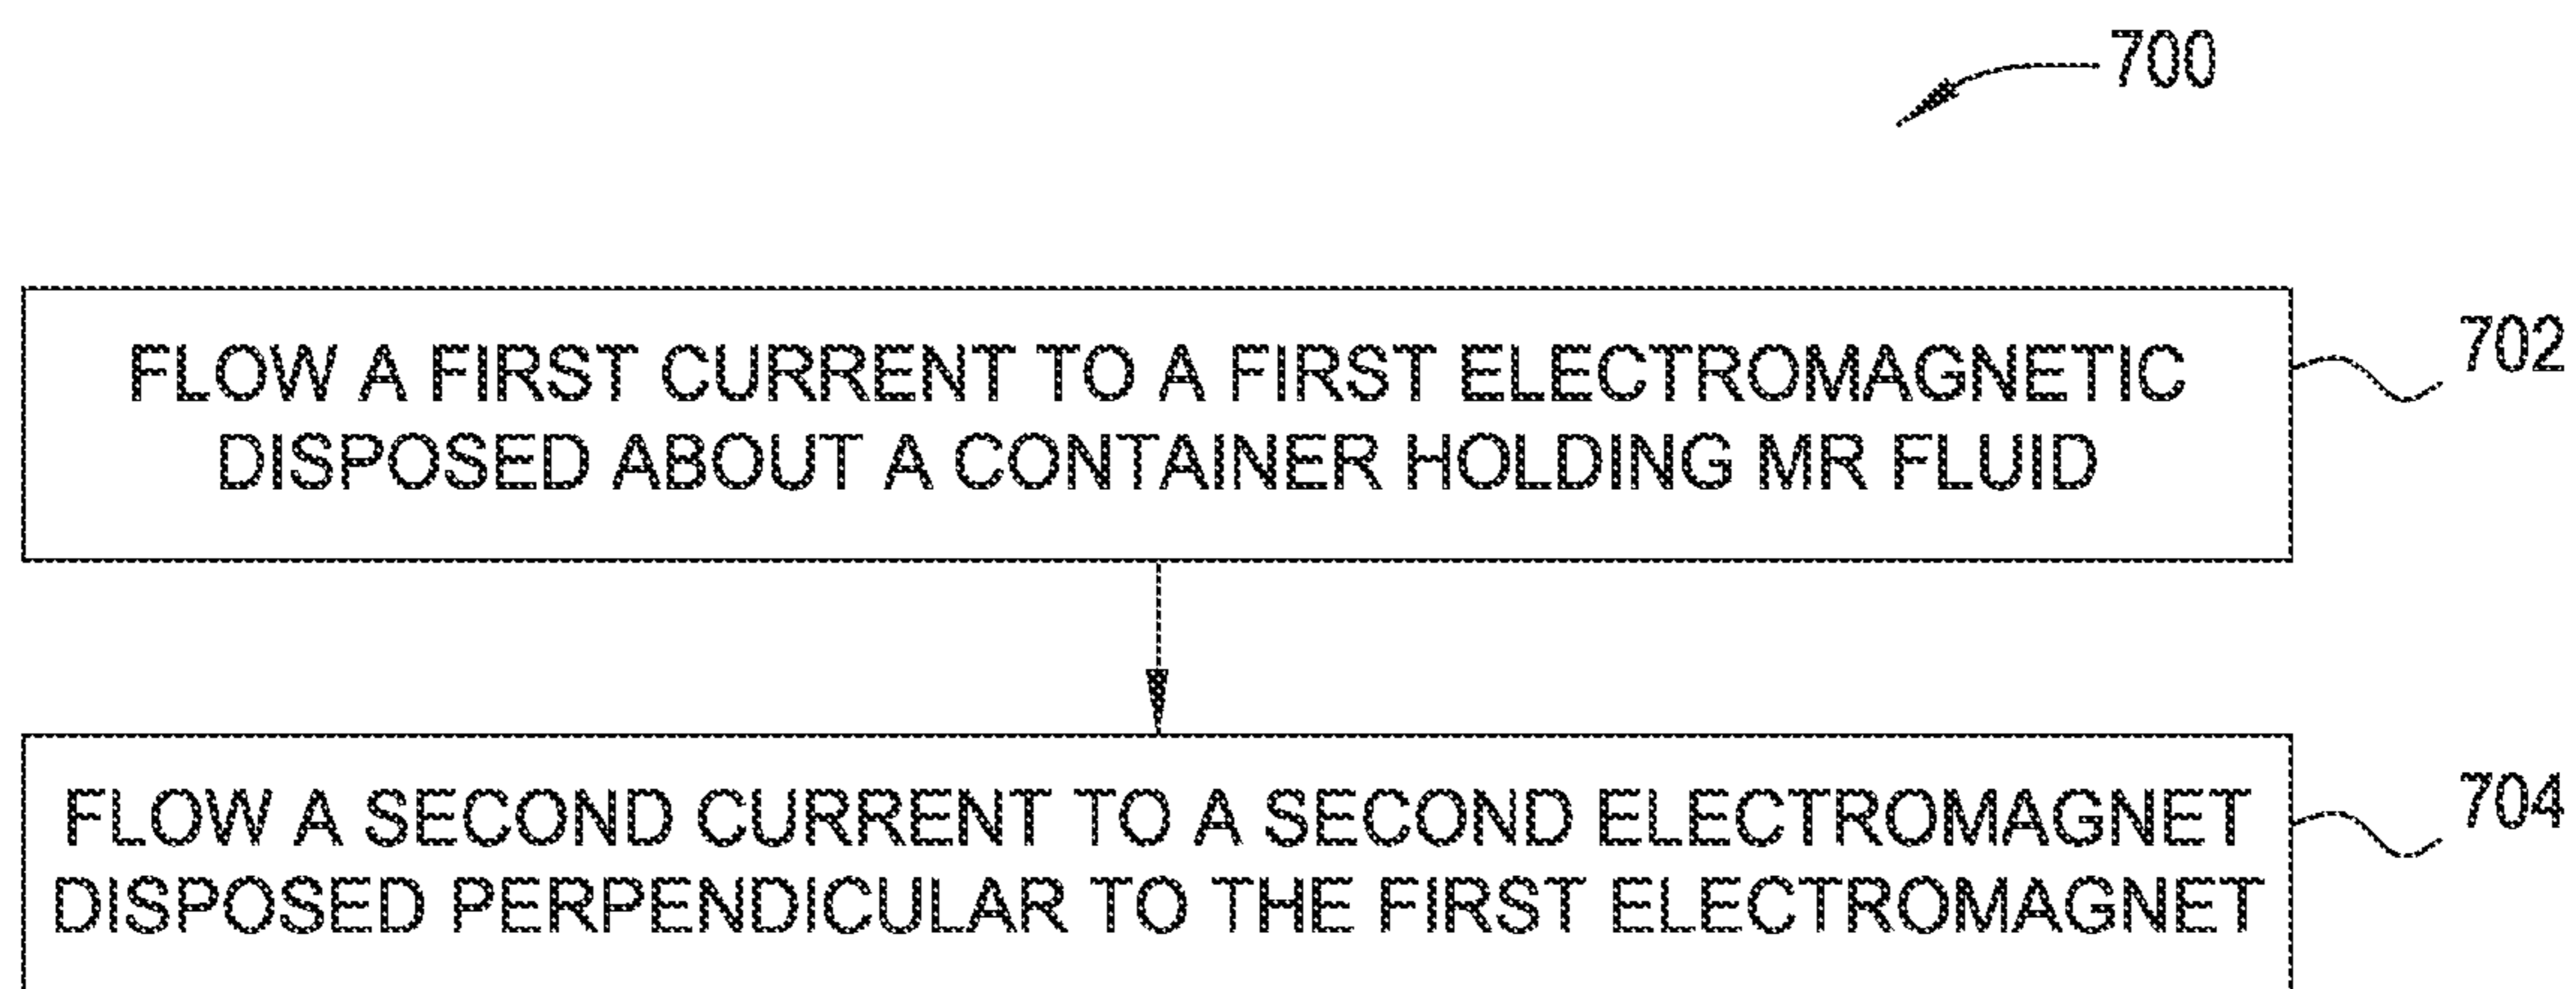 700
FLOW A FIRST CURRENT TO A FIRST ELECTROMAGNETIC
DISPOSED ABOUT A CONTAINER HOLDING MR FLUID
702
FLOW A SECOND CURRENT TO A SECOND ELECTROMAGNET
DISPOSED PERPENDICULAR TO THE FIRST ELECTROMAGNET
704